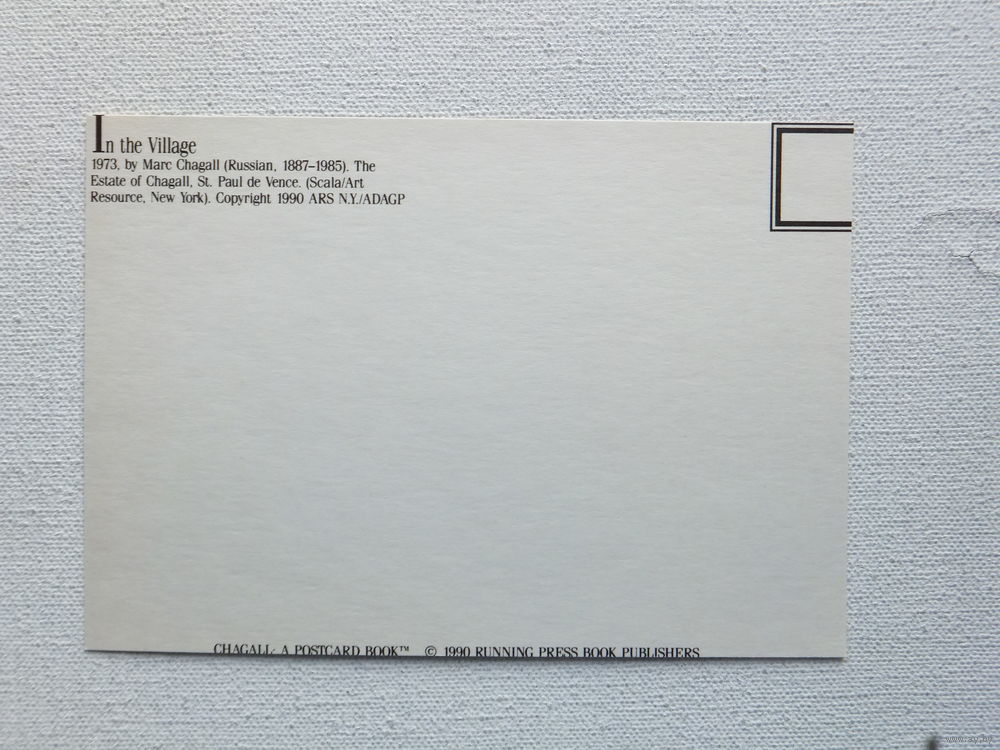 In the Village
1973, by Marc Chagall (Russian, 1887–1985). The
Estate of Chagall, St. Paul de Vence. (Scala/Art
Resource, New York). Copyright 1990 ARS N.Y./ADAGP
CHAGALL: A POSTCARD BOOK™ © 1990 RUNNING PRESS BOOK PUBLISHERS